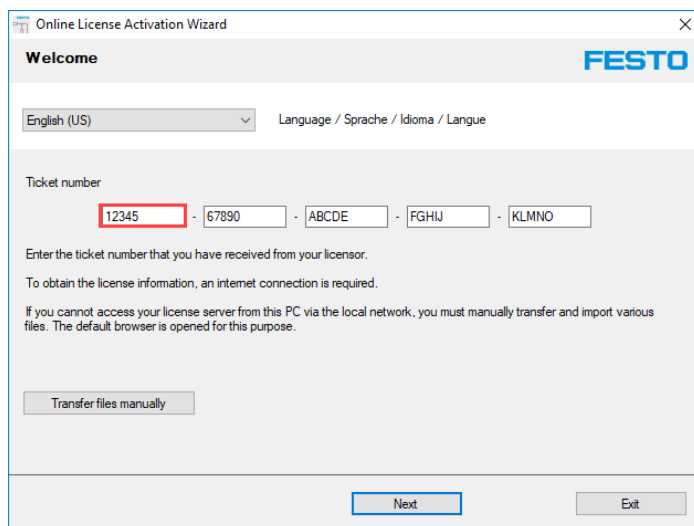 Online License Activation Wizard
Welcome
FESTO
English (US)
Language / Sprache / Idioma / Langue
Ticket number
12345 - 67890 - ABCDE - FGHIJ - KLMNO
Enter the ticket number that you have received from your licensor.
To obtain the license information, an internet connection is required.
If you cannot access your license server from this PC via the local network, you must manually transfer and import various
files. The default browser is opened for this purpose.
Transfer files manually
Next
Exit